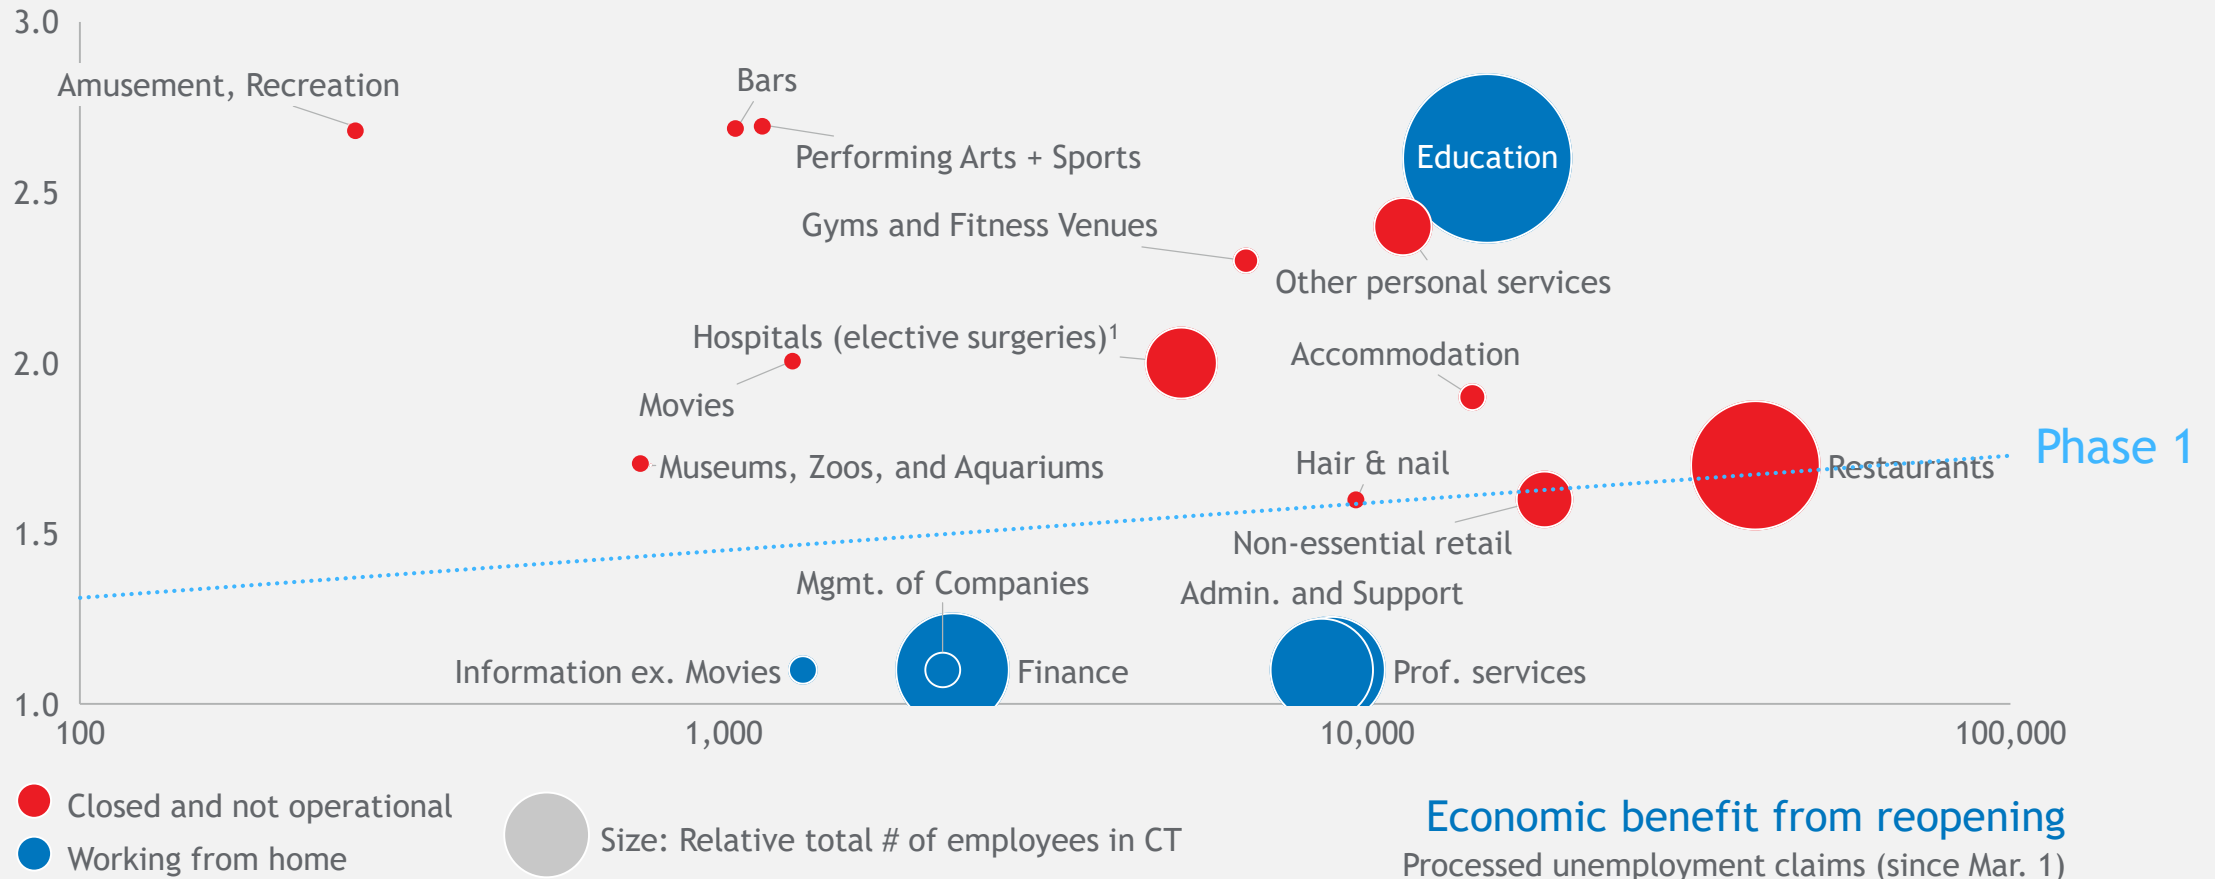 3.0
Amusement, Recreation
Bars
Performing Arts + Sports
Education
2.5
Gyms and Fitness Venues
Other personal services
Hospitals (elective surgeries)¹
2.0
Accommodation
Movies
Phase 1
Museums, Zoos, and Aquariums
Hair & nail
Restaurants
1.5
Non-essential retail
Mgmt. of Companies
Admin. and Support
Information ex. Movies
Finance
Prof. services
1.0
100
1,000
10,000
100,000
Closed and not operational
Working from home
Size: Relative total # of employees in CT
Economic benefit from reopening
Processed unemployment claims (since Mar. 1)